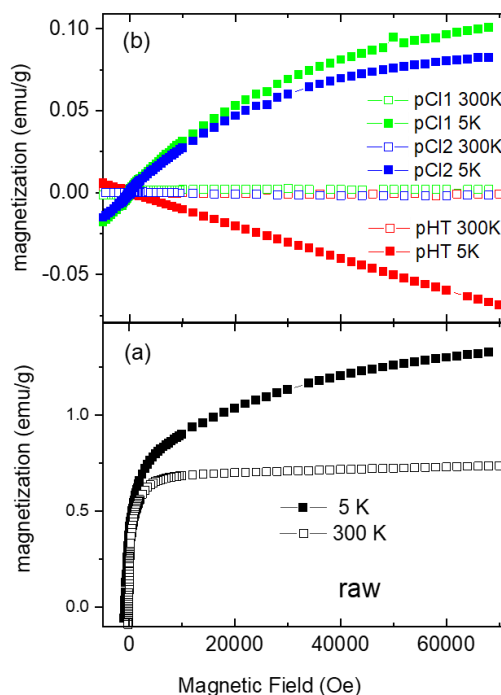 (b)
0.10
0.05
0.00
-0.05
magnetization (emu/g)
pCl1 300K
pCl1 5K
pCl2 300K
pCl2 5K
pHT 300K
pHT 5K
(a)
1.0
0.5
0.0
magnetization (emu/g)
5 K
300 K
raw
0 20000 40000 60000
Magnetic Field (Oe)